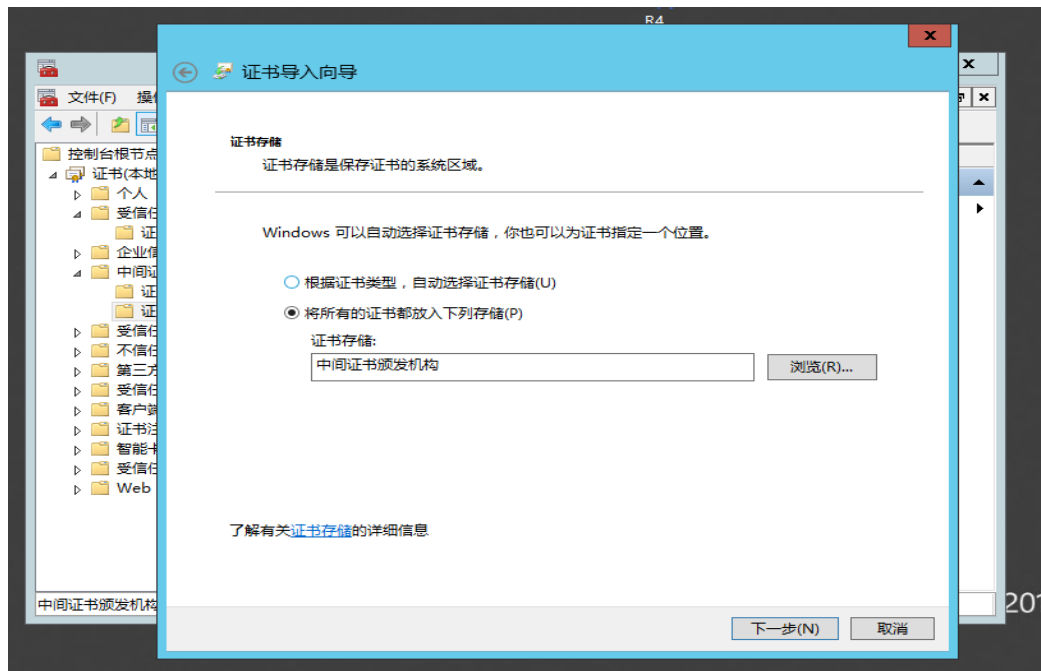 R4
证书导入向导
文件(F) 操作
控制台根节点
证书(本地
个人
受信任
证
企业信
中间证
证
证
受信任
不信任
第三方
受信任
客户端
证书注
智能卡
受信任
Web
中间证书颁发机构
证书存储
证书存储是保存证书的系统区域。
Windows 可以自动选择证书存储，你也可以为证书指定一个位置。
根据证书类型，自动选择证书存储(U)
将所有的证书都放入下列存储(P)
证书存储:
中间证书颁发机构
浏览(R)...
了解有关证书存储的详细信息
下一步(N) 取消
201